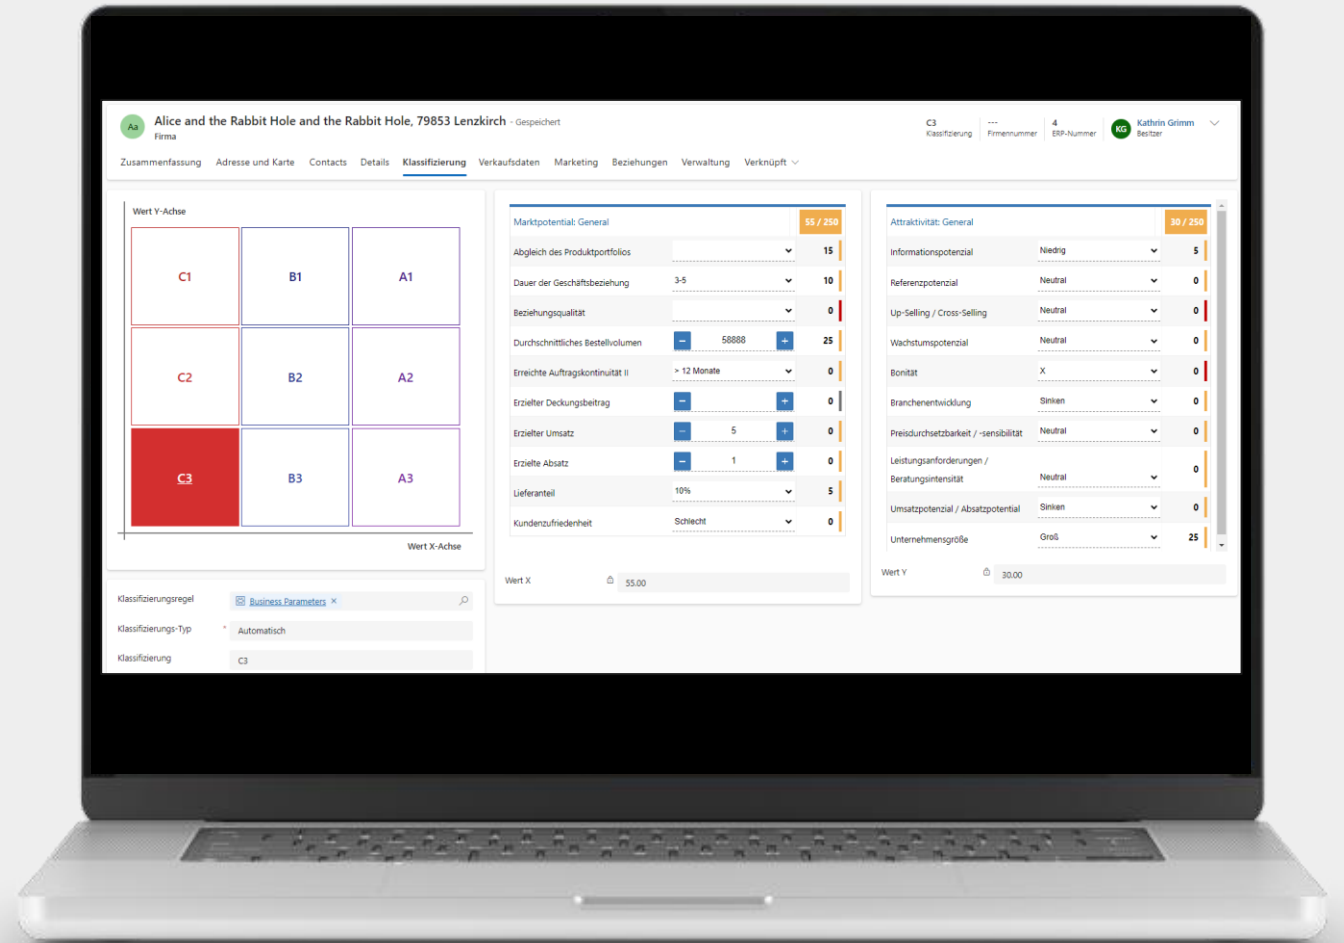 Aa
Alice and the Rabbit Hole and the Rabbit Hole, 79853 Lenzkirch - Gespeichert
Firma
C3
Klassifizierung
---
Firmennummer
4
ERP-Nummer
KG
Kathrin Grimm
Besitzer
Zusammenfassung Adresse und Karte Contacts Details Klassifizierung Verkaufsdaten Marketing Beziehungen Verwaltung Verknüpft
Wert Y-Achse
C1 B1 A1
C2 B2 A2
C3 B3 A3
Wert X-Achse
Klassifizierungsregel Business Parameters ×
Klassifizierungs-Typ * Automatisch
Klassifizierung C3
Marktpotential: General 55 / 250
Abgleich des Produktportfolios 15
Dauer der Geschäftsbeziehung 3-5 10
Beziehungsqualität 0
Durchschnittliches Bestellvolumen − 58888 + 25
Erreichte Auftragskontinuität II > 12 Monate 0
Erzielter Deckungsbeitrag − + 0
Erzielter Umsatz − 5 + 0
Erzielte Absatz − 1 + 0
Lieferanteil 10% 5
Kundenzufriedenheit Schlecht 0
Wert X 55.00
Attraktivität: General 30 / 250
Informationspotenzial Niedrig 5
Referenzpotenzial Neutral 0
Up-Selling / Cross-Selling Neutral 0
Wachstumspotenzial Neutral 0
Bonität X 0
Branchenentwicklung Sinken 0
Preisdurchsetzbarkeit / -sensibilität Neutral 0
Leistungsanforderungen /
Beratungsintensität Neutral 0
Umsatzpotenzial / Absatzpotential Sinken 0
Unternehmensgröße Groß 25
Wert Y 30.00